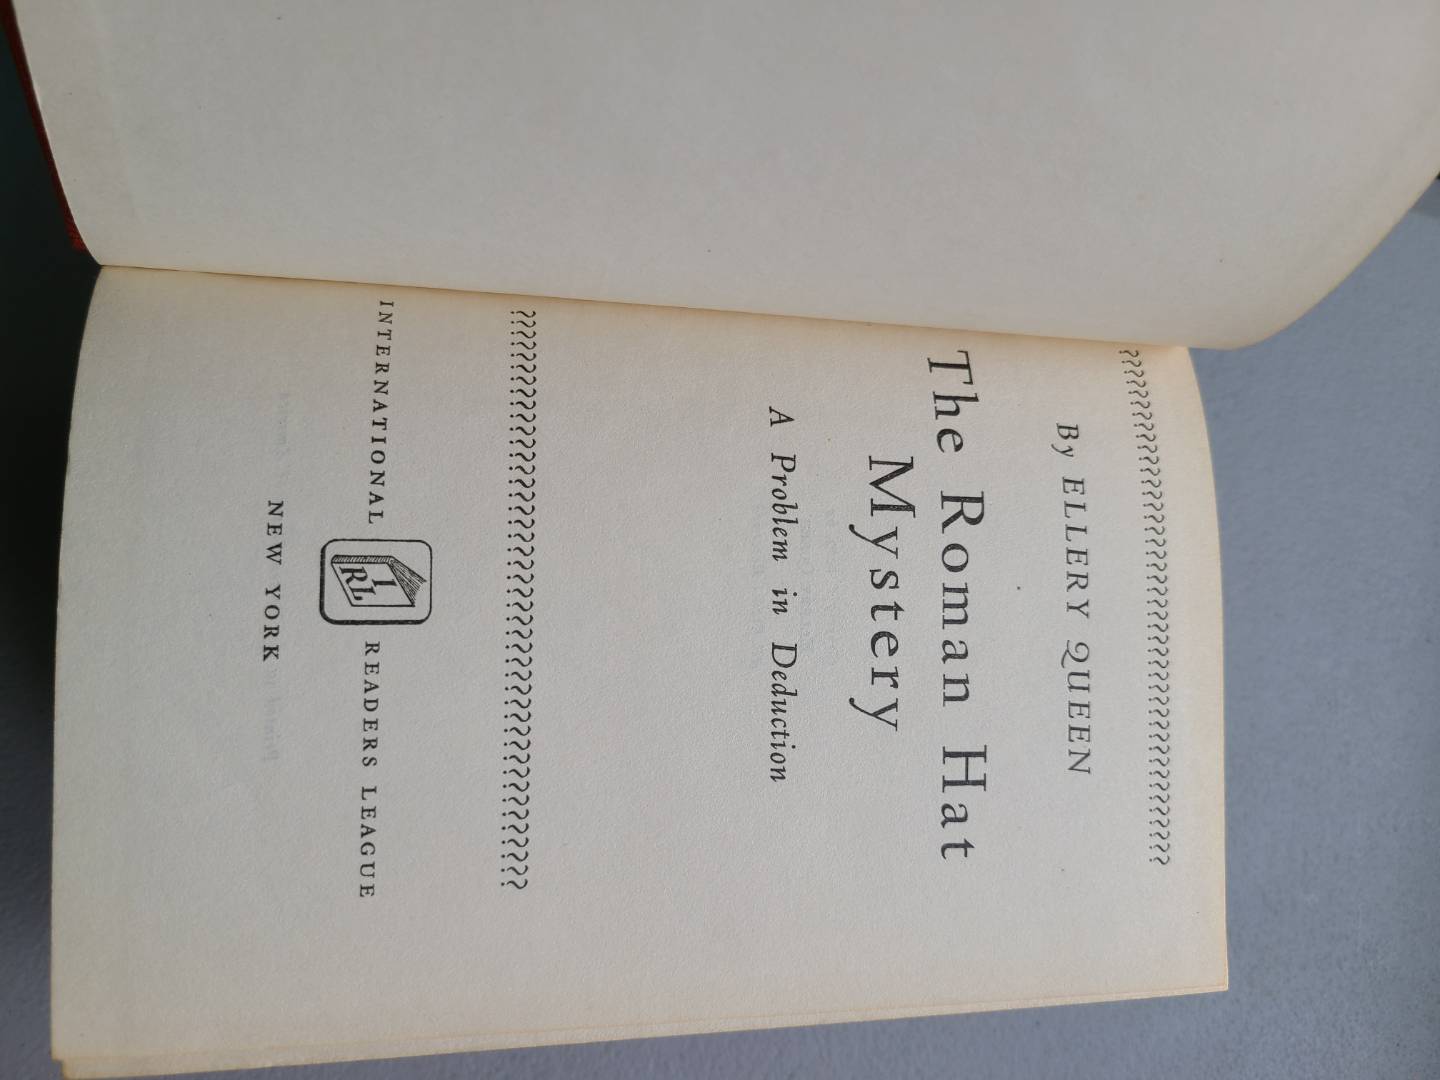 By ELLERY QUEEN
The Roman Hat
Mystery
A Problem in Deduction
INTERNATIONAL IRL READERS LEAGUE
NEW YORK